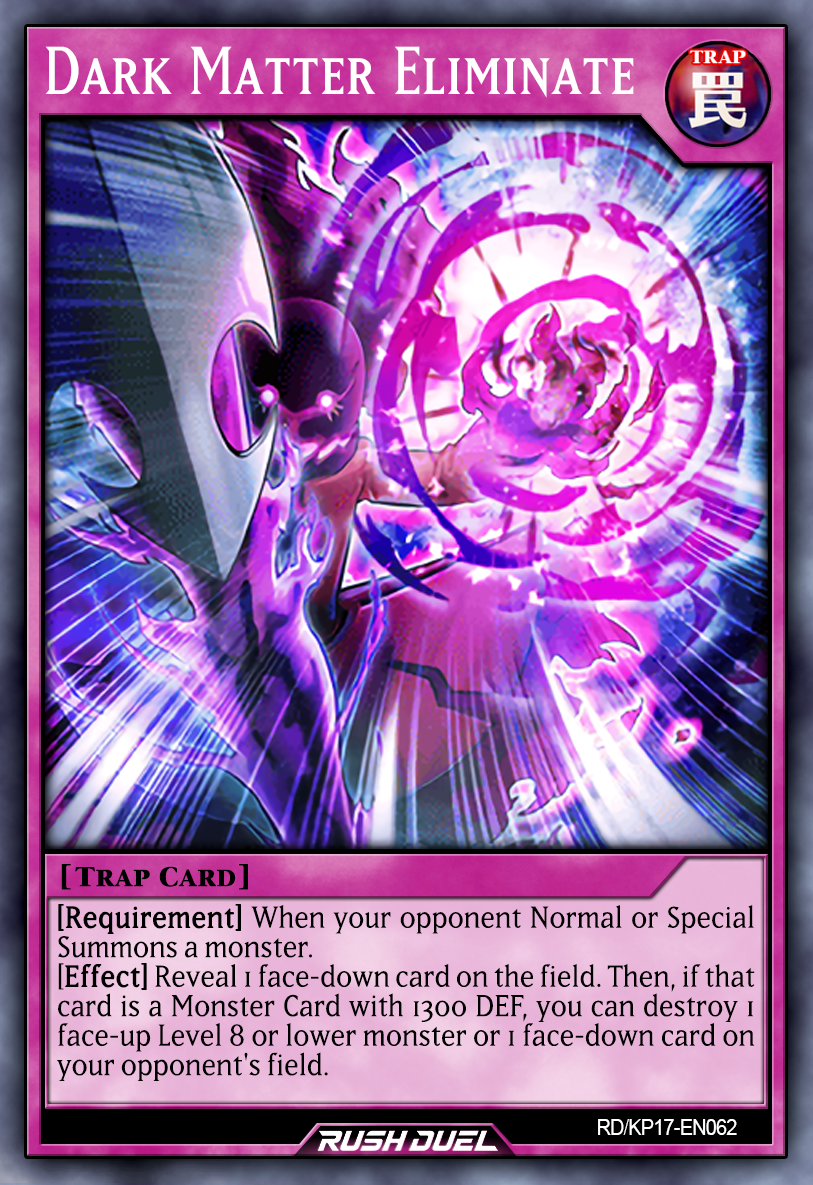 Dark Matter Eliminate
TRAP
罠
[Trap Card]
[Requirement] When your opponent Normal or Special
Summons a monster.
[Effect] Reveal 1 face-down card on the field. Then, if that
card is a Monster Card with 1300 DEF, you can destroy 1
face-up Level 8 or lower monster or 1 face-down card on
your opponent's field.
RD/KP17-EN062
RUSH DUEL